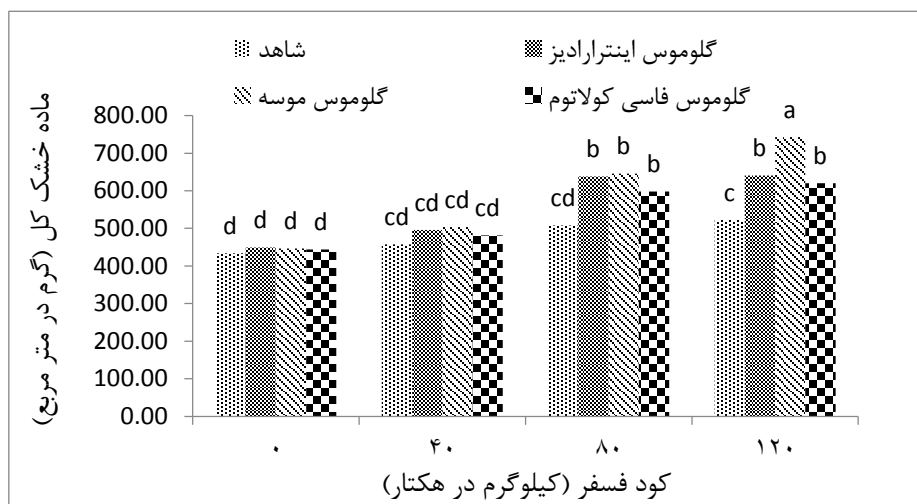 شاهد
گلوموس اینترارادیز
گلوموس موسه
گلوموس فاسی کولاتوم
ماده خشک کل (گرم در متر مربع)
800.00
700.00
600.00
500.00
400.00
300.00
200.00
100.00
0.00
d d d d
cd cd cd cd
cd b b b
c b a b
۰ ۴۰ ۸۰ ۱۲۰
کود فسفر (کیلوگرم در هکتار)